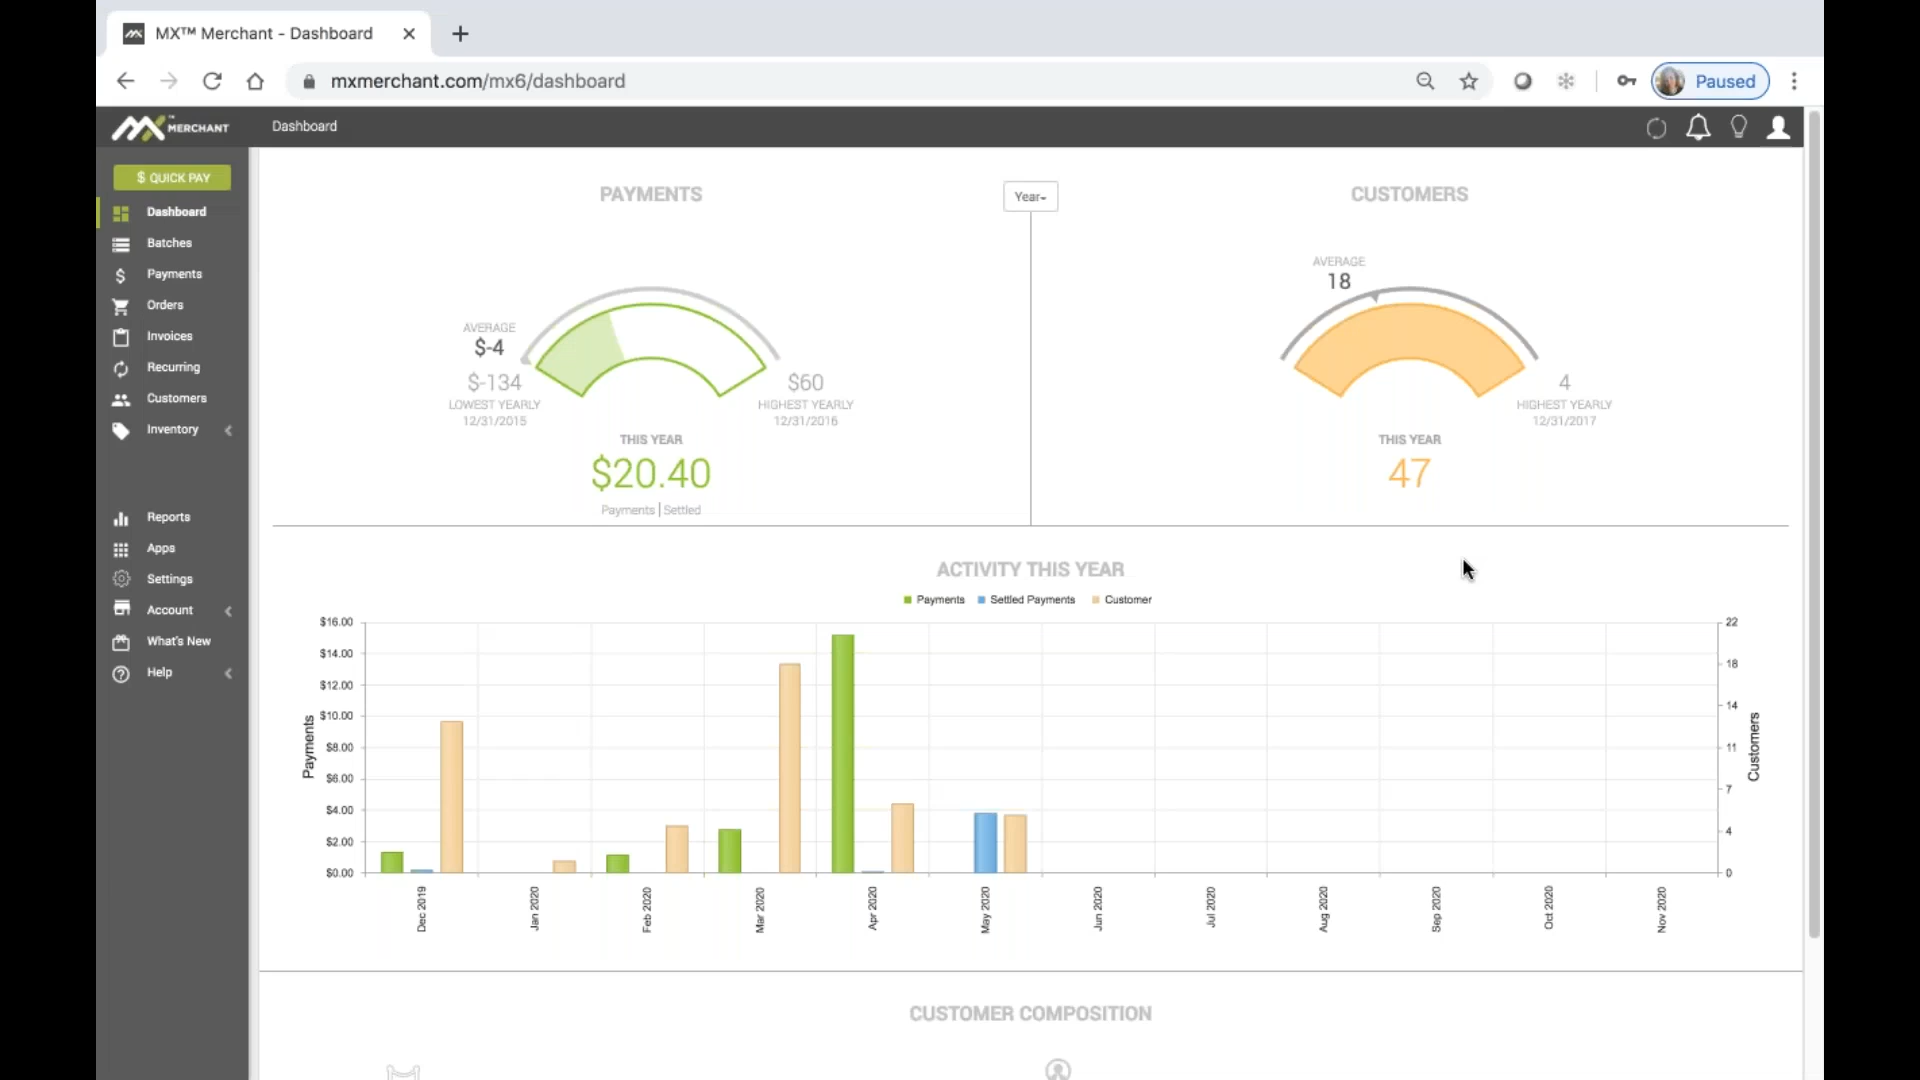 MX™ Merchant - Dashboard
mxmerchant.com/mx6/dashboard
Paused
MX™ MERCHANT
Dashboard
$ QUICK PAY
Dashboard
Batches
Payments
Orders
Invoices
Recurring
Customers
Inventory
Reports
Apps
Settings
Account
What's New
Help
PAYMENTS
Year
CUSTOMERS
AVERAGE
$-4
$-134
LOWEST YEARLY
12/31/2015
$60
HIGHEST YEARLY
12/31/2016
THIS YEAR
$20.40
Payments | Settled
AVERAGE
18
4
HIGHEST YEARLY
12/31/2017
THIS YEAR
47
ACTIVITY THIS YEAR
Payments Settled Payments Customer
Payments
$16.00
$14.00
$12.00
$10.00
$8.00
$6.00
$4.00
$2.00
$0.00
22
18
14
11
7
4
0
Customers
Dec 2019
Jan 2020
Feb 2020
Mar 2020
Apr 2020
May 2020
Jun 2020
Jul 2020
Aug 2020
Sep 2020
Oct 2020
Nov 2020
CUSTOMER COMPOSITION